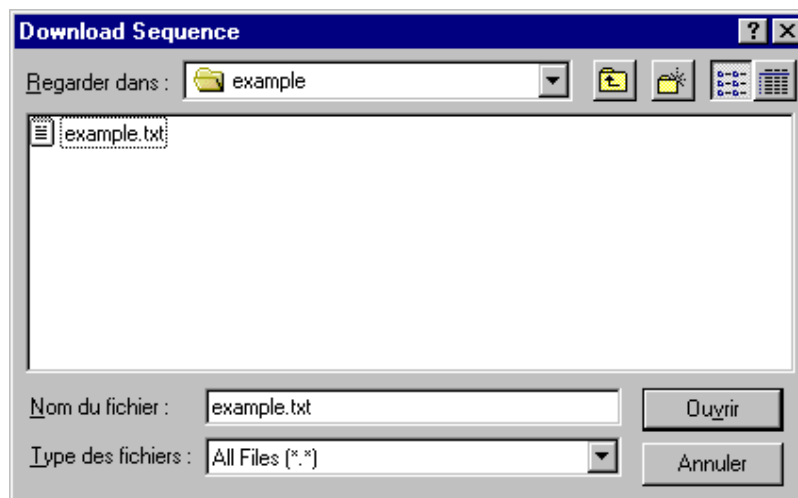 Download Sequence
Regarder dans : example
example.txt
Nom du fichier : example.txt Ouvrir
Type des fichiers : All Files (*.*) Annuler